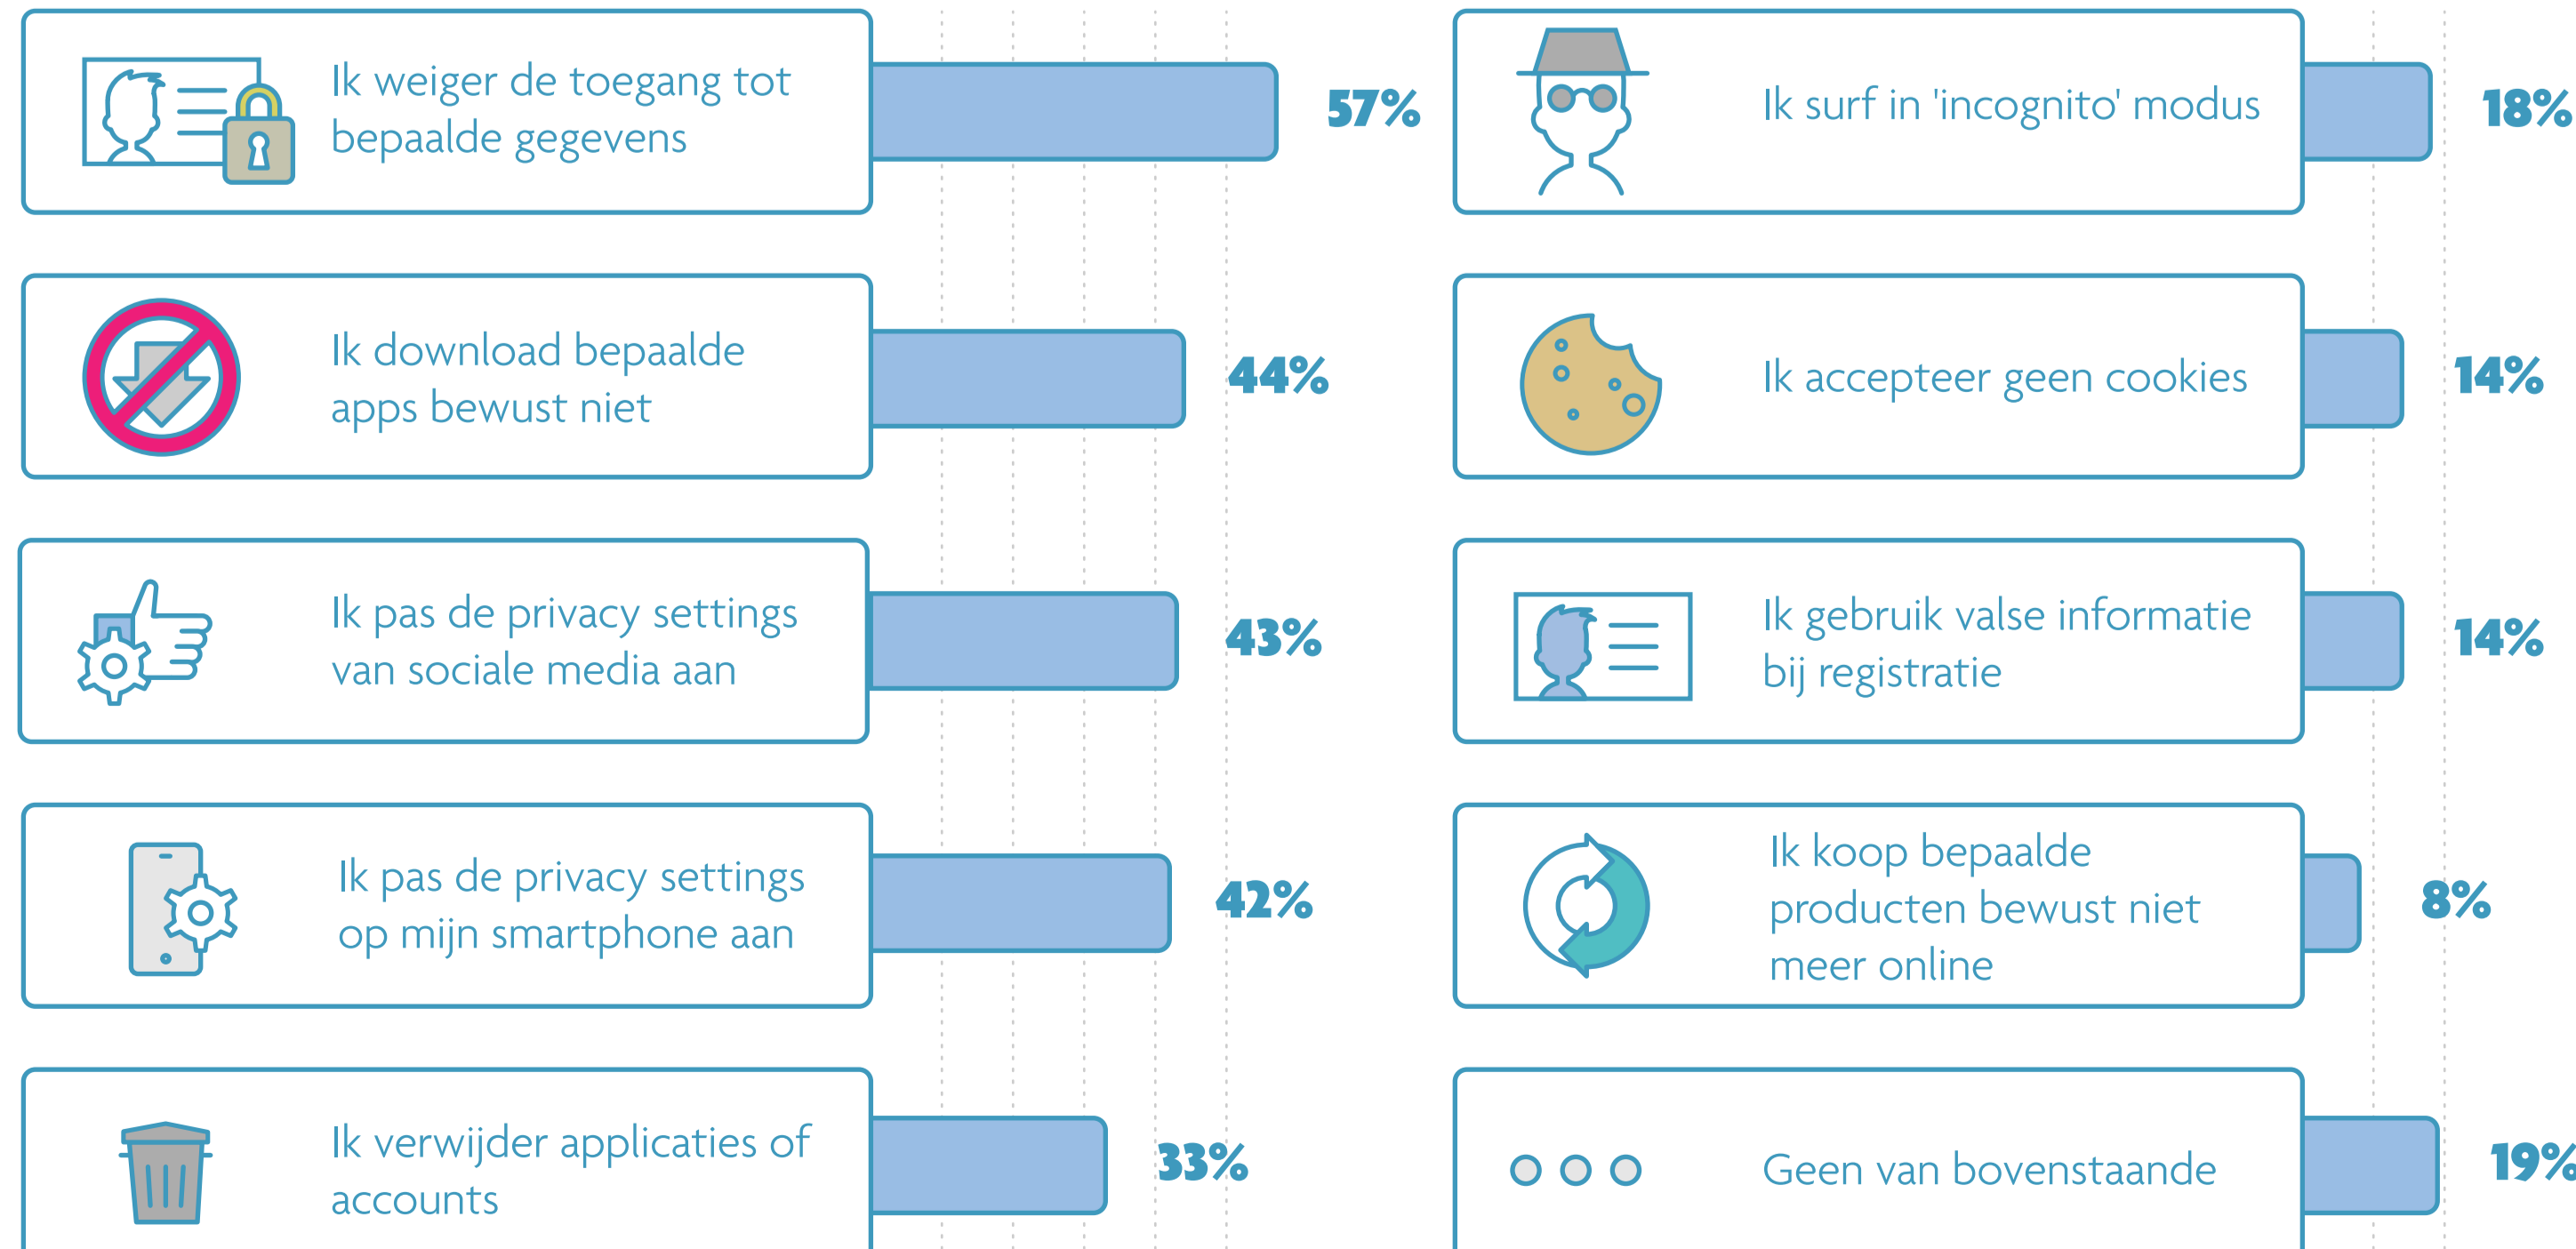 Ik weiger de toegang tot
bepaalde gegevens
57%
Ik download bepaalde
apps bewust niet
44%
Ik pas de privacy settings
van sociale media aan
43%
Ik pas de privacy settings
op mijn smartphone aan
42%
Ik verwijder applicaties of
accounts
33%
Ik surf in 'incognito' modus
18%
Ik accepteer geen cookies
14%
Ik gebruik valse informatie
bij registratie
14%
Ik koop bepaalde
producten bewust niet
meer online
8%
Geen van bovenstaande
19%